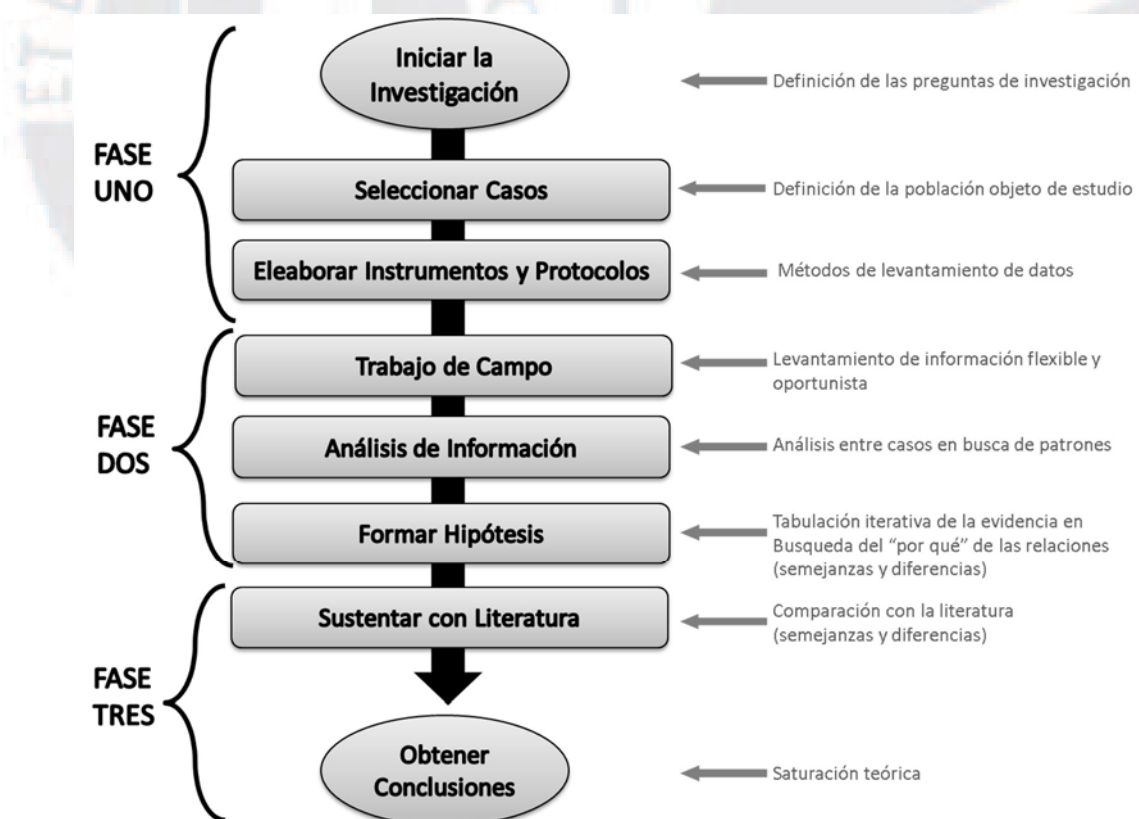 Iniciar la
Investigación
Definición de las preguntas de investigación
FASE
UNO
Seleccionar Casos
Definición de la población objeto de estudio
Eleaborar Instrumentos y Protocolos
Métodos de levantamiento de datos
Trabajo de Campo
Levantamiento de información flexible y
oportunista
FASE
DOS
Análisis de Información
Análisis entre casos en busca de patrones
Formar Hipótesis
Tabulación iterativa de la evidencia en
Busqueda del “por qué” de las relaciones
(semejanzas y diferencias)
Sustentar con Literatura
Comparación con la literatura
(semejanzas y diferencias)
FASE
TRES
Obtener
Conclusiones
Saturación teórica